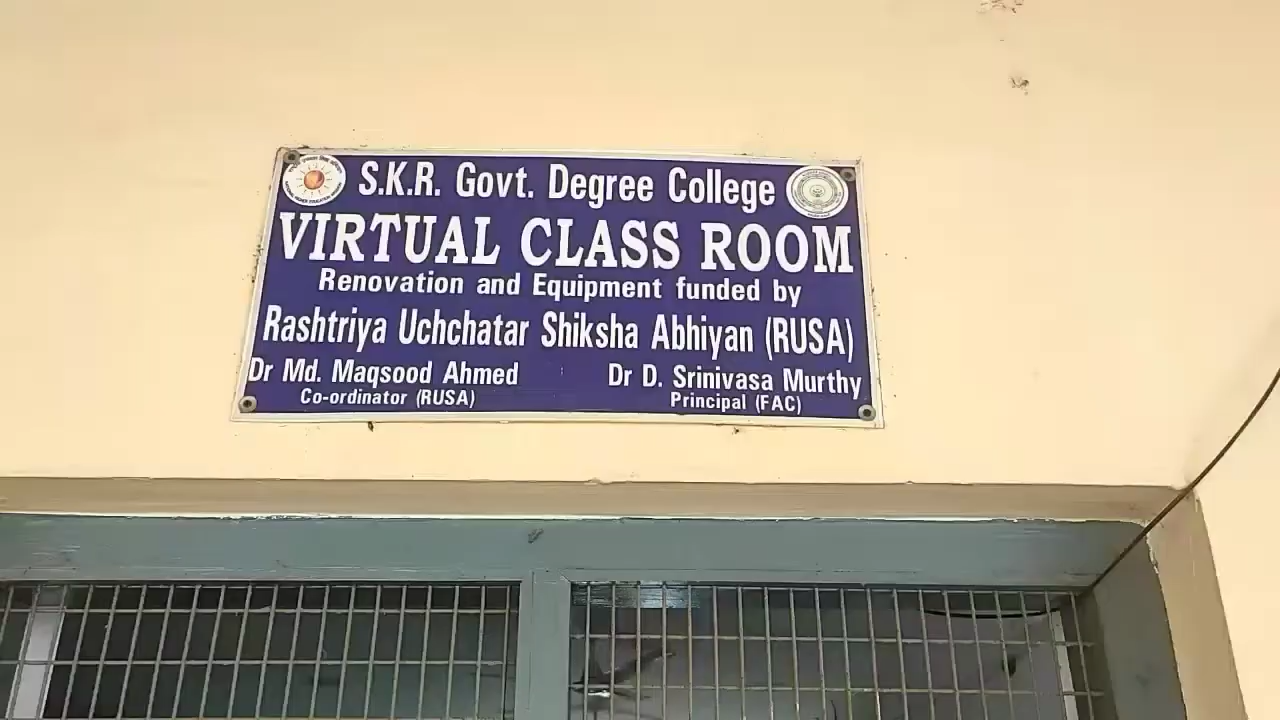 S.K.R. Govt. Degree College
VIRTUAL CLASS ROOM
Renovation and Equipment funded by
Rashtriya Uchchatar Shiksha Abhiyan (RUSA)
Dr Md. Maqsood Ahmed Dr D. Srinivasa Murthy
Co-ordinator (RUSA) Principal (FAC)